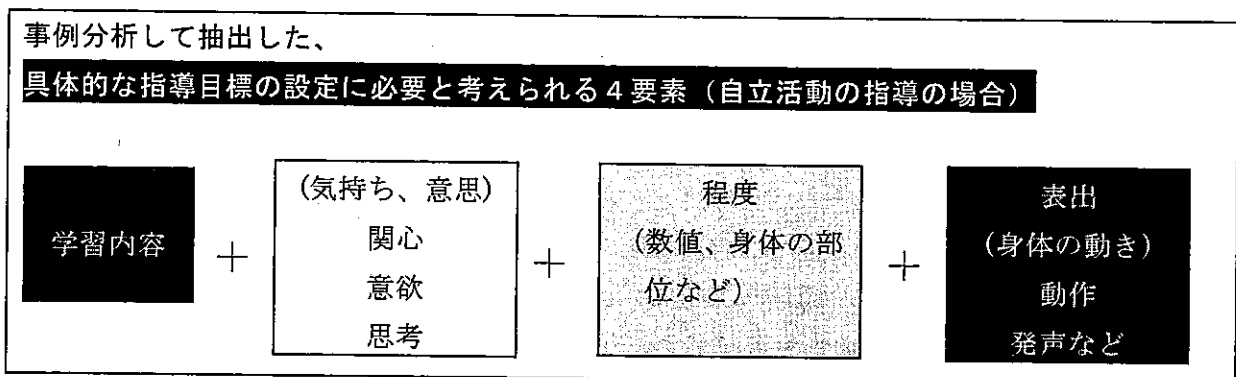 事例分析して抽出した、
具体的な指導目標の設定に必要と考えられる4要素（自立活動の指導の場合）
学習内容
＋
（気持ち、意思）
関心
意欲
思考
＋
程度
（数値、身体の部
位など）
＋
表出
（身体の動き）
動作
発声など